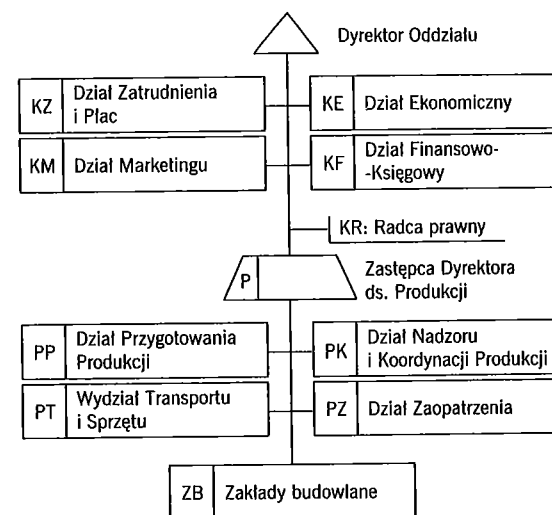 Dyrektor Oddziału
KZ Dział Zatrudnienia
i Płac
KE Dział Ekonomiczny
KM Dział Marketingu
KF Dział Finansowo-
-Księgowy
KR: Radca prawny
P Zastępca Dyrektora
ds. Produkcji
PP Dział Przygotowania
Produkcji
PK Dział Nadzoru
i Koordynacji Produkcji
PT Wydział Transportu
i Sprzętu
PZ Dział Zaopatrzenia
ZB Zakłady budowlane